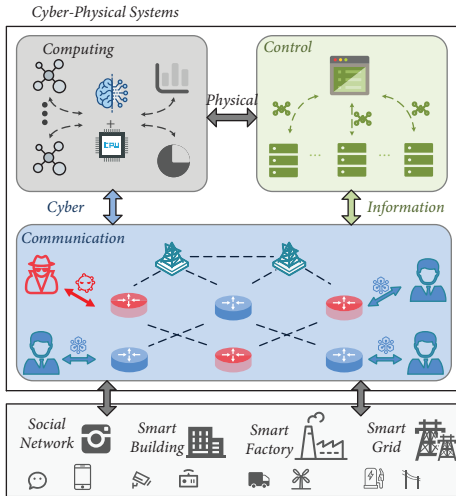 Cyber-Physical Systems
Computing
Control
Physical
Cyber
Information
Communication
Social
Network
Smart
Building
Smart
Factory
Smart
Grid